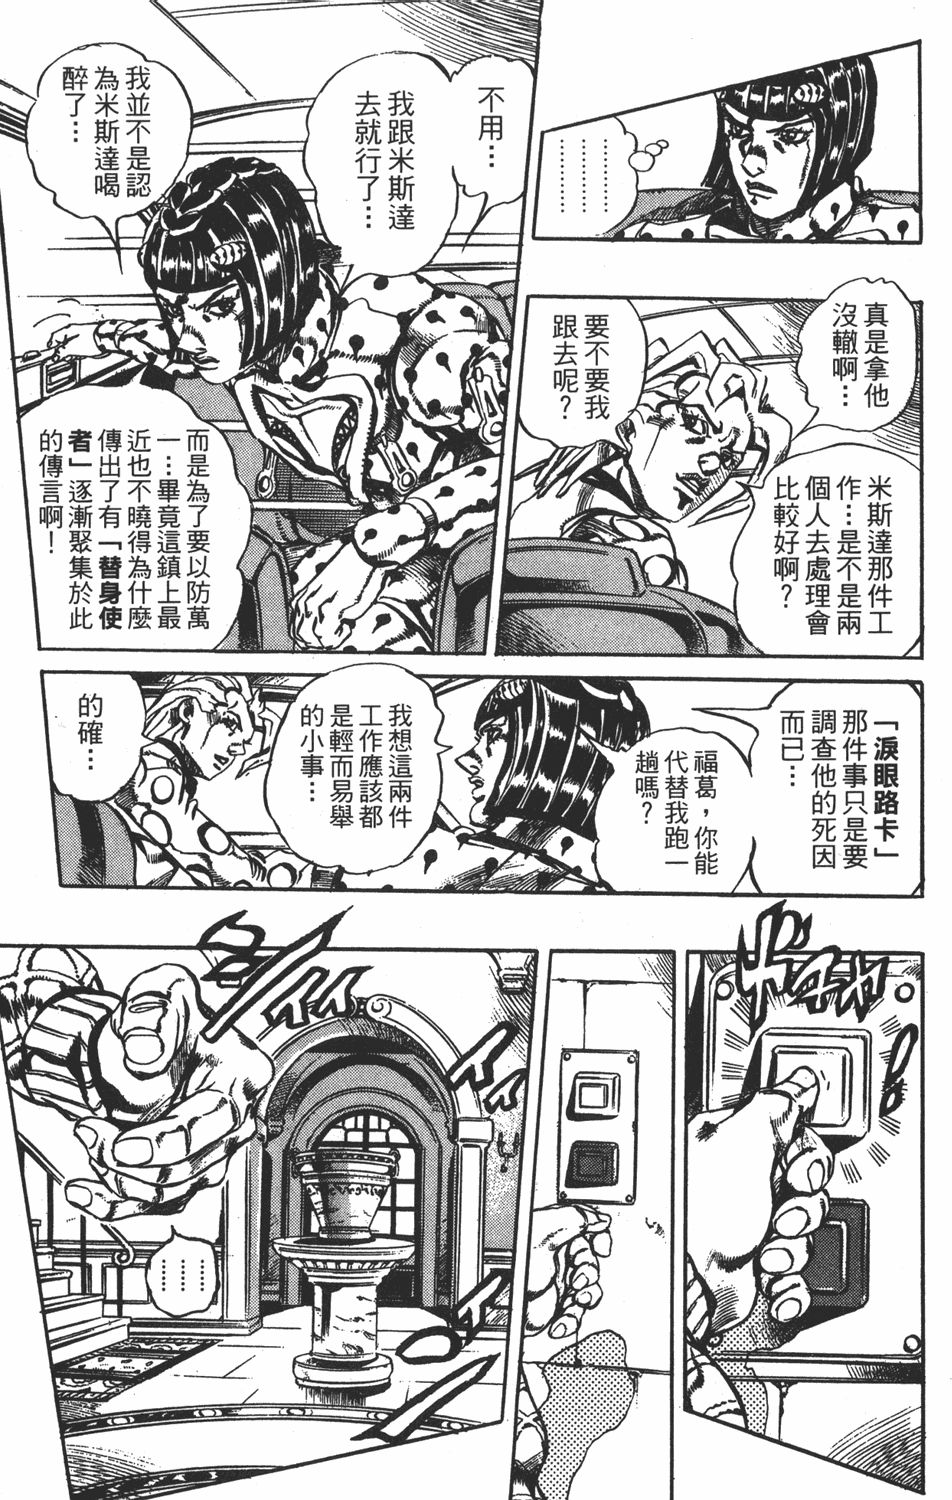 ………
………
真是拿他
沒轍啊…
米斯達那件工
作…是不是兩
個人去處理會
比較好啊？
要不要我
跟去呢？
不用…
我跟米斯達
去就行了…
我並不是認
為米斯達喝
醉了…
而是為了要以防萬
一…畢竟這鎮上最
近也不曉得為什麼
傳出了有「替身使
者」逐漸聚集於此
的傳言啊！
「淚眼路卡」
那件事只是要
調查他的死因
而已…
福葛，你能
代替我跑一
趟嗎？
我想這兩件
工作應該都
是輕而易舉
的小事…
的確…
………
………